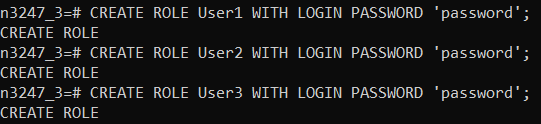 n3247_3=# CREATE ROLE User1 WITH LOGIN PASSWORD 'password';
CREATE ROLE
n3247_3=# CREATE ROLE User2 WITH LOGIN PASSWORD 'password';
CREATE ROLE
n3247_3=# CREATE ROLE User3 WITH LOGIN PASSWORD 'password';
CREATE ROLE